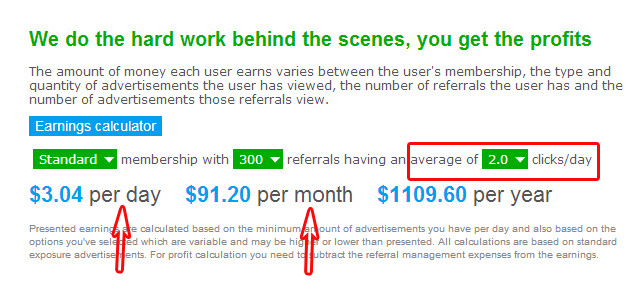 We do the hard work behind the scenes, you get the profits
The amount of money each user earns varies between the user's membership, the type and
quantity of advertisements the user has viewed, the number of referrals the user has and the
number of advertisements those referrals view.
Earnings calculator
Standard membership with 300 referrals having an average of 2.0 clicks/day
$3.04 per day $91.20 per month $1109.60 per year
Presented earnings are calculated based on the minimum amount of advertisements you have per day and also based on the
options you've selected which are variable and may be higher or lower than presented. All calculations are based on standard
exposure advertisements. For profit calculation you need to subtract the referral management expenses from the earnings.